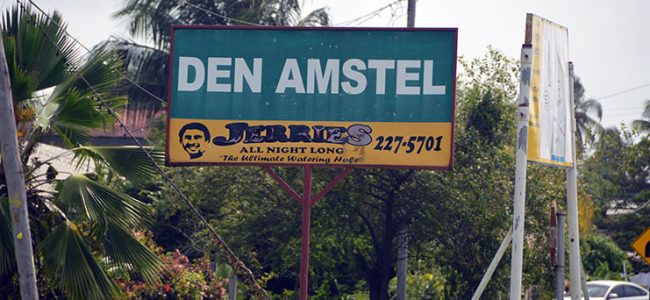 DEN AMSTEL
JERRIES 227-5701
ALL NIGHT LONG
"The Ultimate Watering Hole"